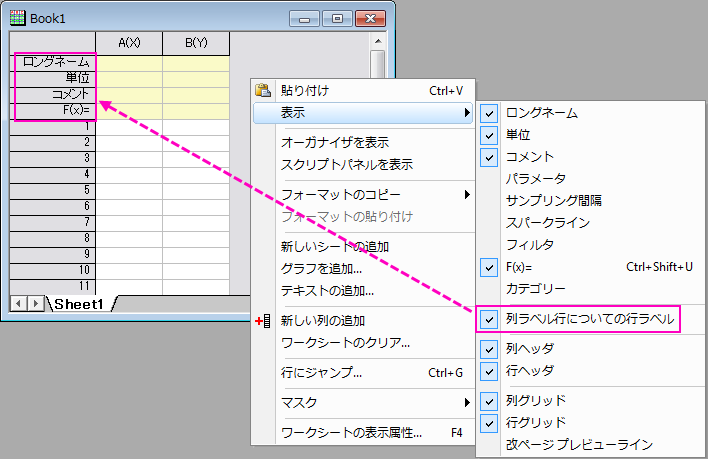 Book1
A(X) B(Y)
ロングネーム
単位
コメント
F(x)=
1
2
3
4
5
6
7
8
9
10
11
Sheet1
貼り付け Ctrl+V
表示
オーガナイザを表示
スクリプトパネルを表示
フォーマットのコピー
フォーマットの貼り付け
新しいシートの追加
グラフを追加...
テキストの追加...
新しい列の追加
ワークシートのクリア...
行にジャンプ... Ctrl+G
マスク
ワークシートの表示属性... F4
ロングネーム
単位
コメント
パラメータ
サンプリング間隔
スパークライン
フィルタ
F(x)= Ctrl+Shift+U
カテゴリー
列ラベル行についての行ラベル
列ヘッダ
行ヘッダ
列グリッド
行グリッド
改ページ プレビューライン